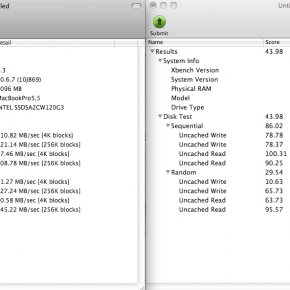 led
Unti
Submit
etail
Name
Score
Results
43.98
System Info
.3
Xbench Version
0.6.7 (10J869)
System Version
096 MB
Physical RAM
MacBookPro5,5
Model
NTEL SSDSA2CW120G3
Drive Type
Disk Test
43.98
Sequential
86.02
10.82 MB/sec [4K blocks]
Uncached Write
78.78
21.14 MB/sec [256K blocks]
Uncached Write
78.37
7.46 MB/sec [4K blocks]
Uncached Read
100.31
08.78 MB/sec [256K blocks]
Uncached Read
90.25
Random
29.54
1.27 MB/sec [4K blocks]
Uncached Write
10.63
27.24 MB/sec [256K blocks]
Uncached Write
65.73
0.58 MB/sec [4K blocks]
Uncached Read
63.73
45.22 MB/sec [256K blocks]
Uncached Read
95.57